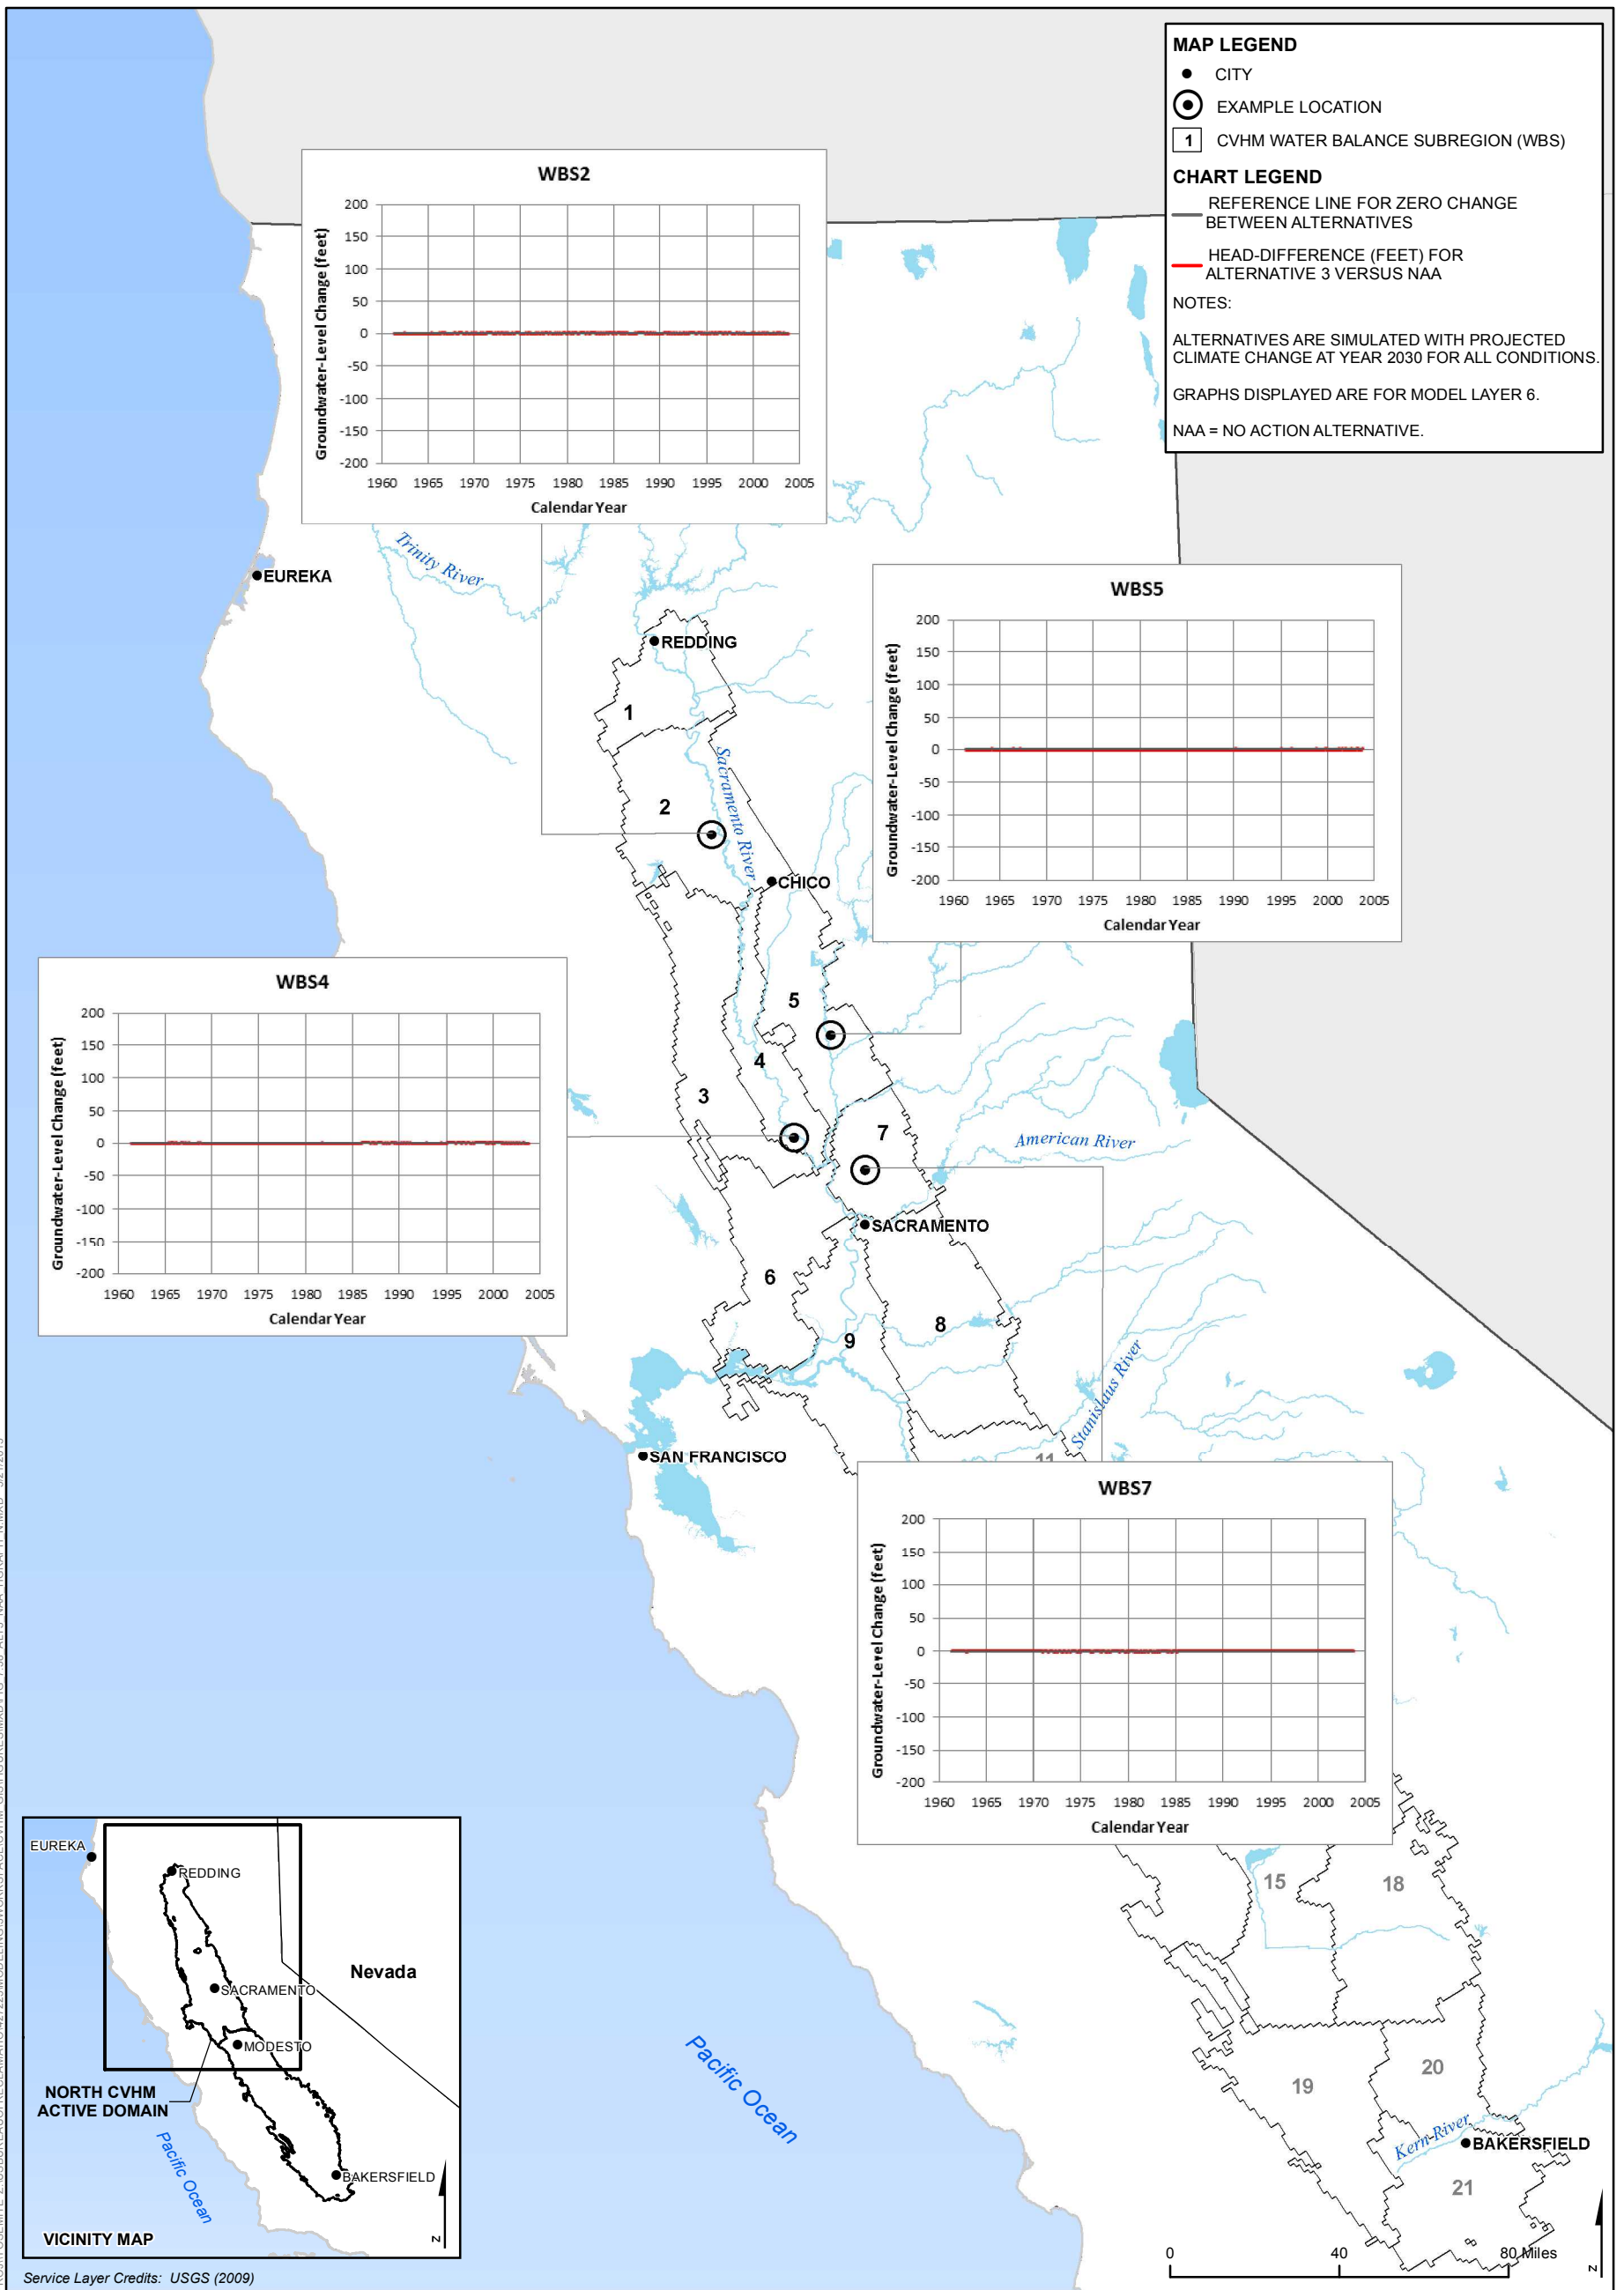 MAP LEGEND
CITY
EXAMPLE LOCATION
1 CVHM WATER BALANCE SUBREGION (WBS)
CHART LEGEND
REFERENCE LINE FOR ZERO CHANGE
BETWEEN ALTERNATIVES
HEAD-DIFFERENCE (FEET) FOR
ALTERNATIVE 3 VERSUS NAA
NOTES:
ALTERNATIVES ARE SIMULATED WITH PROJECTED
CLIMATE CHANGE AT YEAR 2030 FOR ALL CONDITIONS.
GRAPHS DISPLAYED ARE FOR MODEL LAYER 6.
NAA = NO ACTION ALTERNATIVE.
WBS2
Groundwater-Level Change (feet)
200
150
100
50
0
-50
-100
-150
-200
1960 1965 1970 1975 1980 1985 1990 1995 2000 2005
Calendar Year
Trinity River
EUREKA
REDDING
1
2
Sacramento River
CHICO
WBS5
Groundwater-Level Change (feet)
200
150
100
50
0
-50
-100
-150
-200
1960 1965 1970 1975 1980 1985 1990 1995 2000 2005
Calendar Year
WBS4
Groundwater-Level Change (feet)
200
150
100
50
0
-50
-100
-150
-200
1960 1965 1970 1975 1980 1985 1990 1995 2000 2005
Calendar Year
5
4
3
7
American River
SACRAMENTO
6
8
9
Stanislaus River
11
SAN FRANCISCO
WBS7
Groundwater-Level Change (feet)
200
150
100
50
0
-50
-100
-150
-200
1960 1965 1970 1975 1980 1985 1990 1995 2000 2005
Calendar Year
15
18
19
20
Kern River
BAKERSFIELD
21
Pacific Ocean
0 40 80 Miles
N
EUREKA
REDDING
SACRAMENTO
Nevada
MODESTO
NORTH CVHM
ACTIVE DOMAIN
Pacific Ocean
BAKERSFIELD
VICINITY MAP
N
Service Layer Credits: USGS (2009)